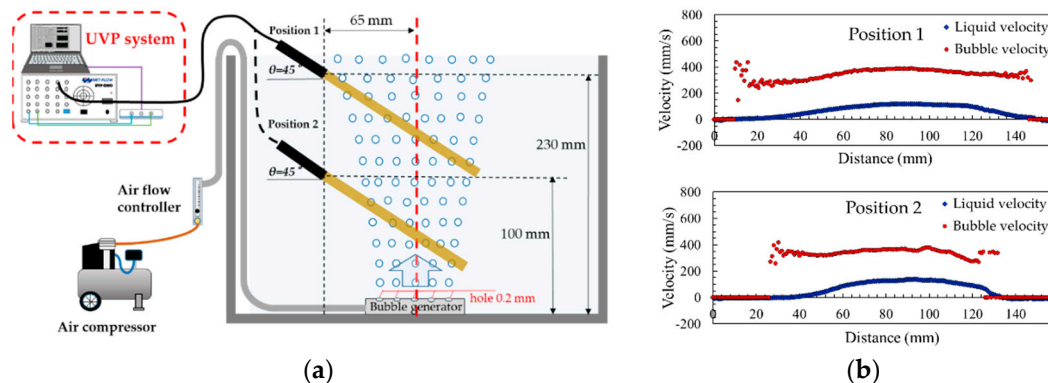 UVP system
65 mm
Position 1
θ=45°
Position 2
θ=45°
230 mm
100 mm
Air flow
controller
hole 0.2 mm
Bubble generator
Air compressor
(a)
Position 1
Liquid velocity
Bubble velocity
Velocity (mm/s)
800
600
400
200
0
-200
0 20 40 60 80 100 120 140
Distance (mm)
Position 2
Liquid velocity
Bubble velocity
Velocity (mm/s)
800
600
400
200
0
-200
0 20 40 60 80 100 120 140
Distance (mm)
(b)